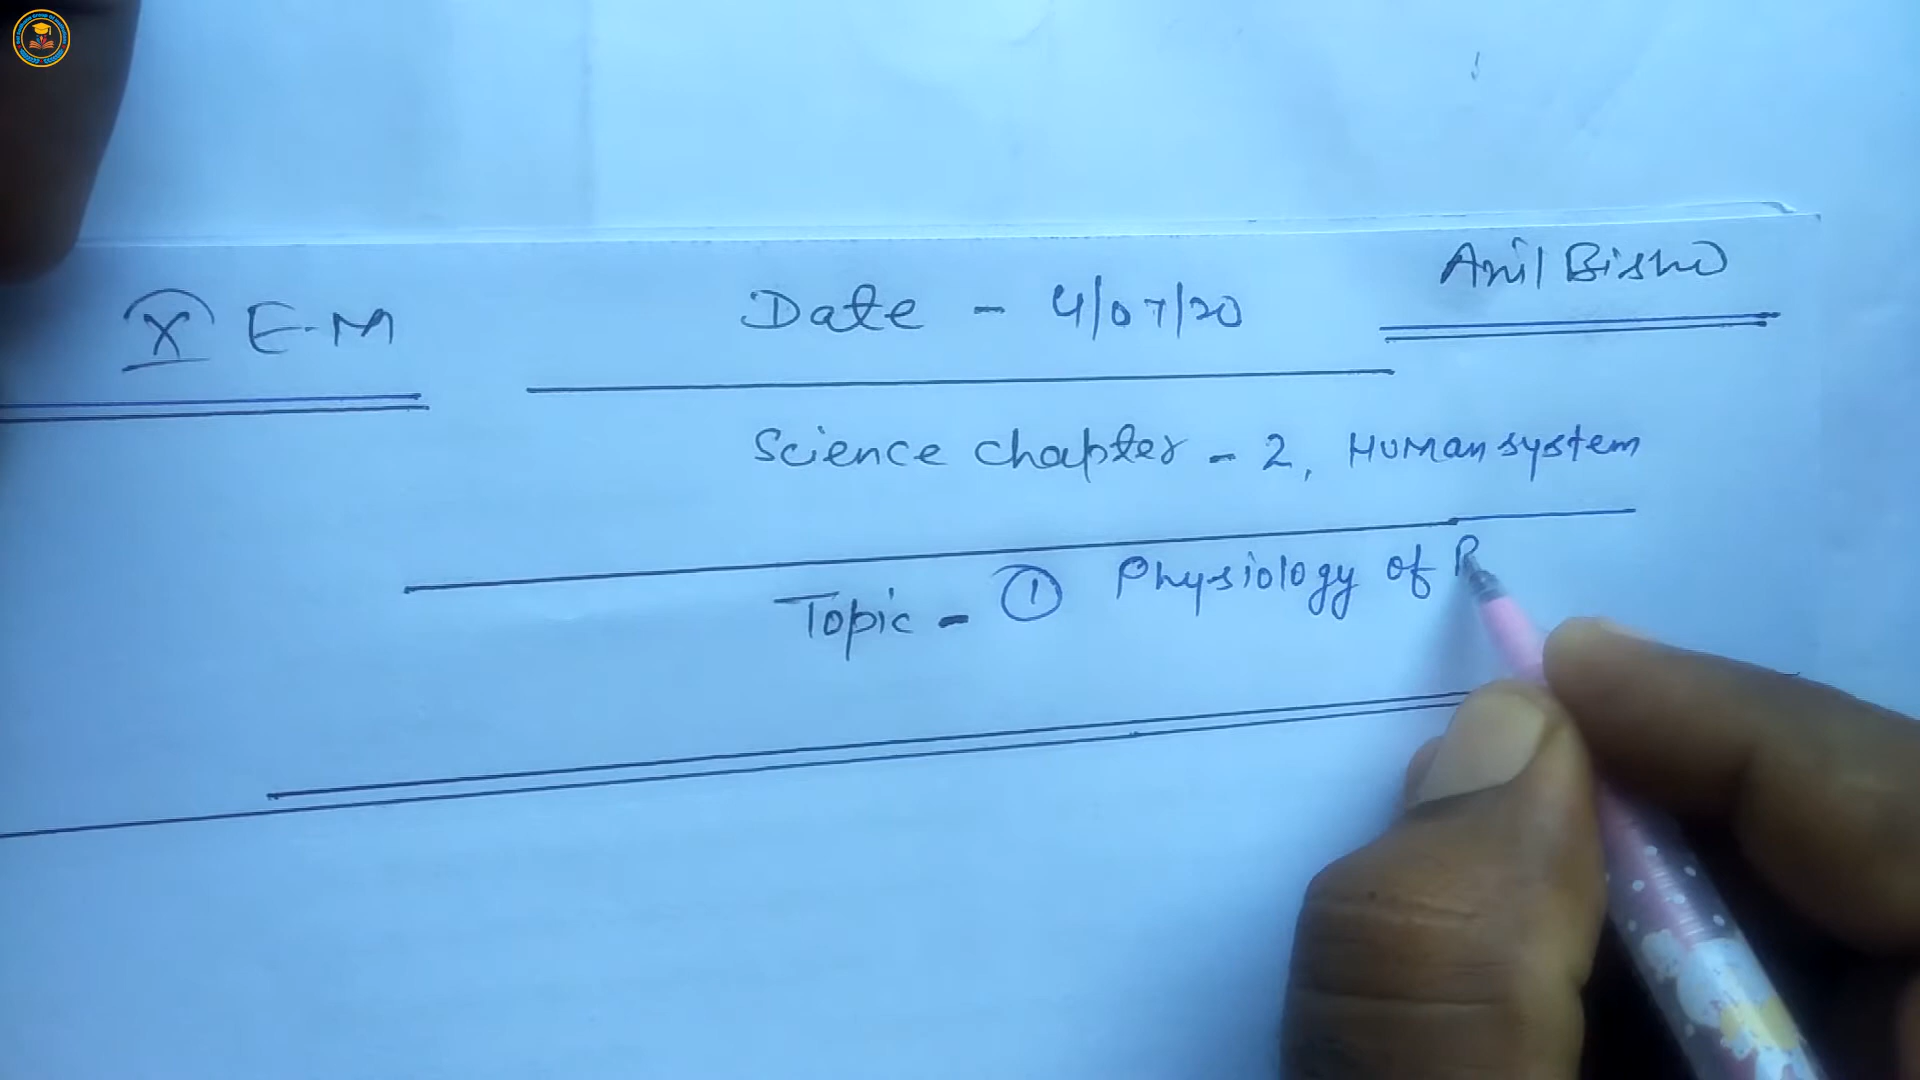 X E-M
Date - 4/07/20
Anil Bishno
Science chapter - 2, Human system
Topic - ① Physiology of R